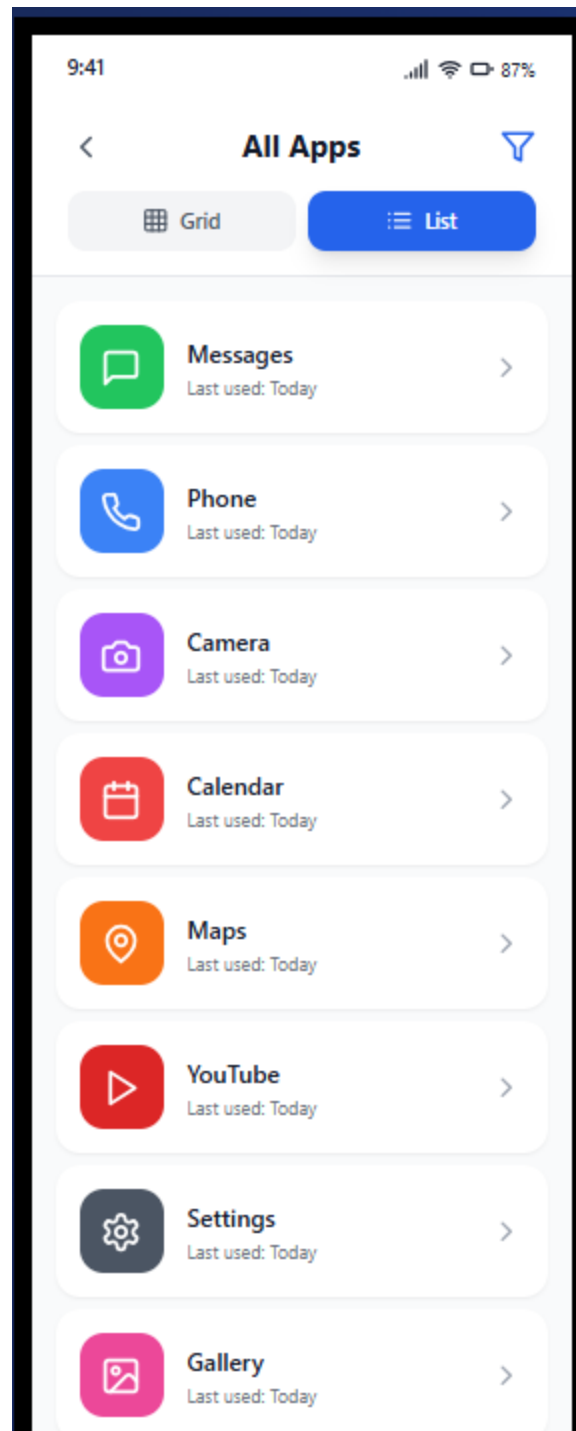 9:41 87%
All Apps
Grid List
Messages
Last used: Today
Phone
Last used: Today
Camera
Last used: Today
Calendar
Last used: Today
Maps
Last used: Today
YouTube
Last used: Today
Settings
Last used: Today
Gallery
Last used: Today